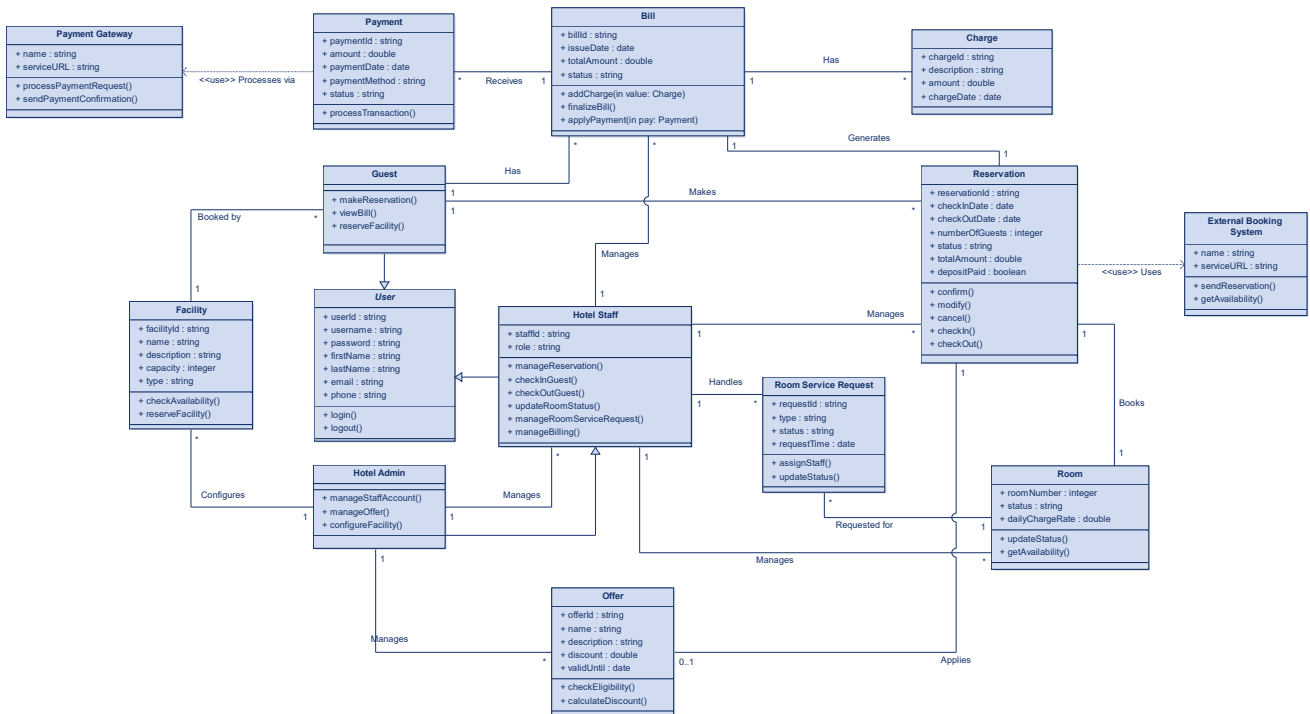 Payment Gateway
+ name : string
+ serviceURL : string
+ processPaymentRequest()
+ sendPaymentConfirmation()
<<use>> Processes via
Payment
+ paymentId : string
+ amount : double
+ paymentDate : date
+ paymentMethod : string
+ status : string
+ processTransaction()
*
Receives
1
Bill
+ billId : string
+ issueDate : date
+ totalAmount : double
+ status : string
+ addCharge(in value: Charge)
+ finalizeBill()
+ applyPayment(in pay: Payment)
1
Has
*
Charge
+ chargeId : string
+ description : string
+ amount : double
+ chargeDate : date
*
*
1
Generates
1
Has
1
Guest
+ makeReservation()
+ viewBill()
+ reserveFacility()
1
Makes
*
Booked by
*
1
Reservation
+ reservationId : string
+ checkInDate : date
+ checkOutDate : date
+ numberOfGuests : integer
+ status : string
+ totalAmount : double
+ depositPaid : boolean
+ confirm()
+ modify()
+ cancel()
+ checkIn()
+ checkOut()
<<use>> Uses
External Booking
System
+ name : string
+ serviceURL : string
+ sendReservation()
+ getAvailability()
Manages
1
Facility
+ facilityId : string
+ name : string
+ description : string
+ capacity : integer
+ type : string
+ checkAvailability()
+ reserveFacility()
*
User
+ userId : string
+ username : string
+ password : string
+ firstName : string
+ lastName : string
+ email : string
+ phone : string
+ login()
+ logout()
Hotel Staff
+ staffId : string
+ role : string
+ manageReservation()
+ checkInGuest()
+ checkOutGuest()
+ updateRoomStatus()
+ manageRoomServiceRequest()
+ manageBilling()
1
Manages
*
1
Handles
*
Room Service Request
+ requestId : string
+ type : string
+ status : string
+ requestTime : date
+ assignStaff()
+ updateStatus()
*
Requested for
1
1
Books
1
1
Room
+ roomNumber : integer
+ status : string
+ dailyChargeRate : double
+ updateStatus()
+ getAvailability()
Configures
1
Hotel Admin
+ manageStaffAccount()
+ manageOffer()
+ configureFacility()
1
Manages
*
1
Manages
*
1
Manages
*
Offer
+ offerId : string
+ name : string
+ description : string
+ discount : double
+ validUntil : date
+ checkEligibility()
+ calculateDiscount()
0..1
Applies